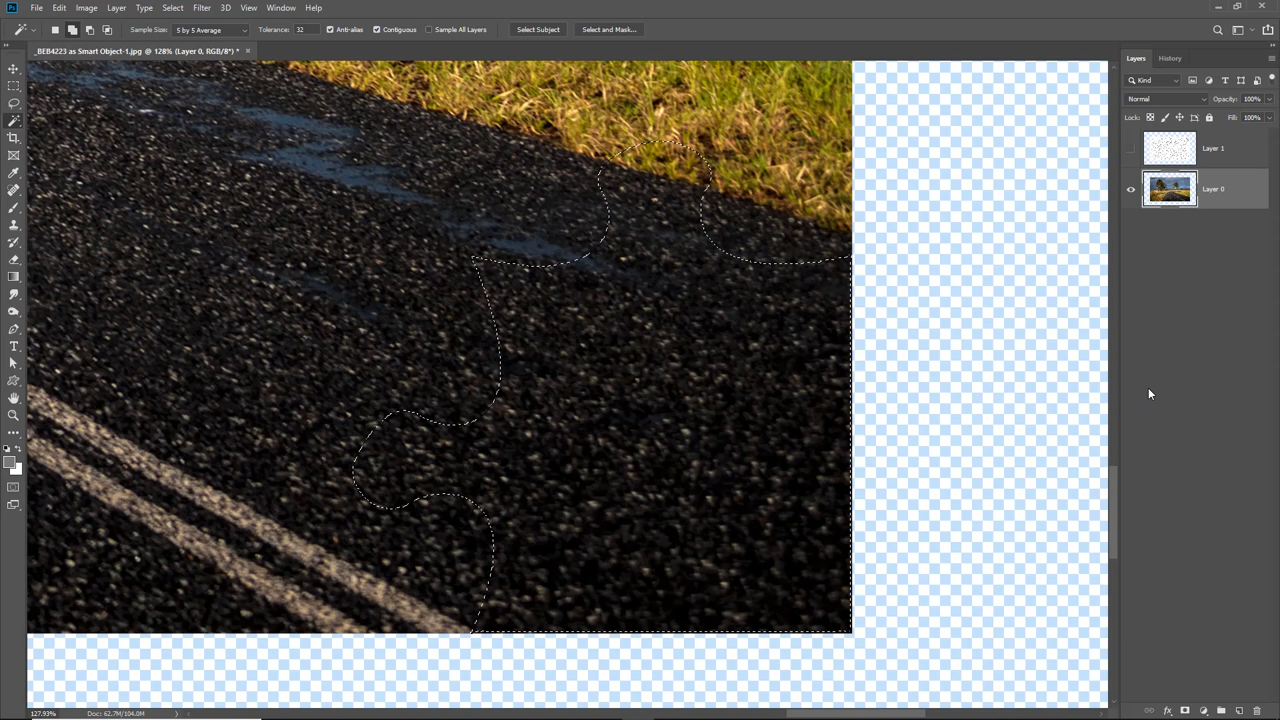 Ps File Edit Image Layer Type Select Filter 3D View Window Help
Sample Size: 5 by 5 Average Tolerance: 32 Anti-alias Contiguous Sample All Layers Select Subject Select and Mask...
_BEB4223 as Smart Object-1.jpg @ 128% (Layer 0, RGB/8*) * ×
Layers History
Kind
Normal Opacity: 100%
Lock: Fill: 100%
Layer 1
Layer 0
127.93% Doc: 62.7M/104.0M